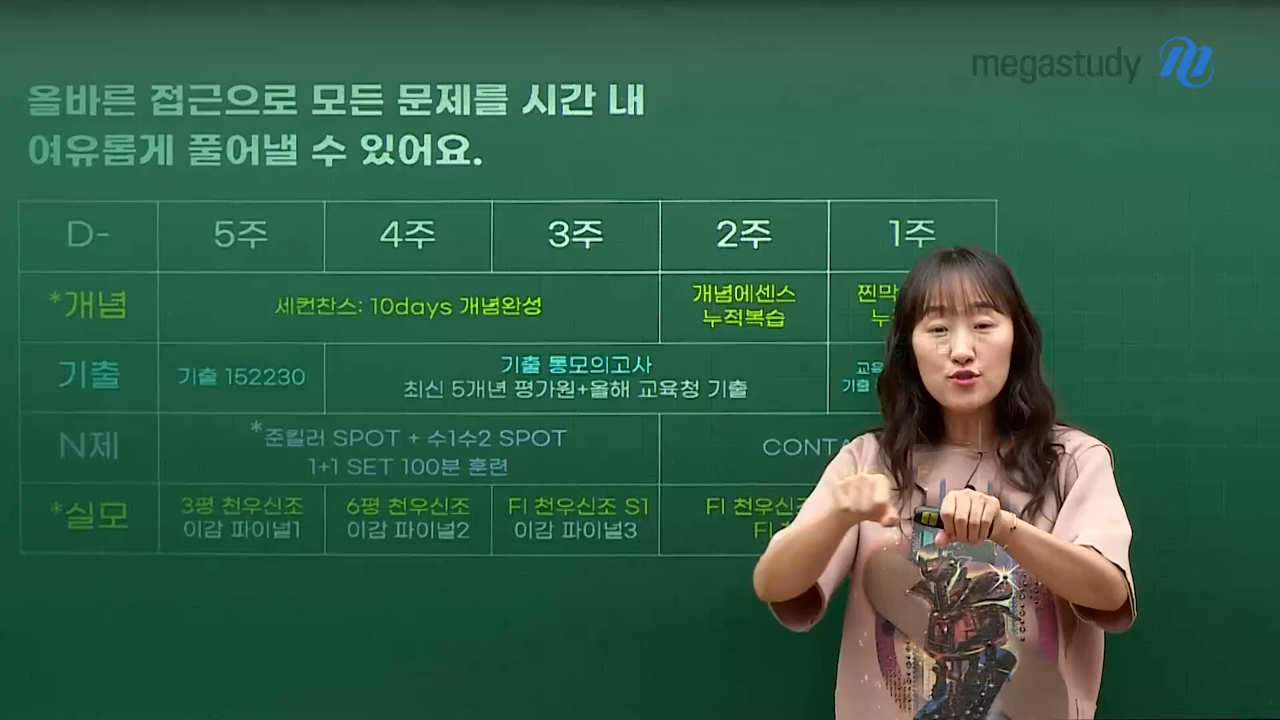 megastudy
올바른 접근으로 모든 문제를 시간 내
여유롭게 풀어낼 수 있어요.
D- 5주 4주 3주 2주 1주
*개념 세컨찬스: 10days 개념완성 개념에센스 누적복습 찐막
기출 기출 152230 기출 통모의고사
최신 5개년 평가원+올해 교육청 기출
기출
N제 *준킬러 SPOT + 수1수2 SPOT
1+1 SET 100분 훈련
*실모 3평 천우신조 6평 천우신조 FI 천우신조 S1 FI
이감 파이널1 이감 파이널2 이감 파이널3 FI